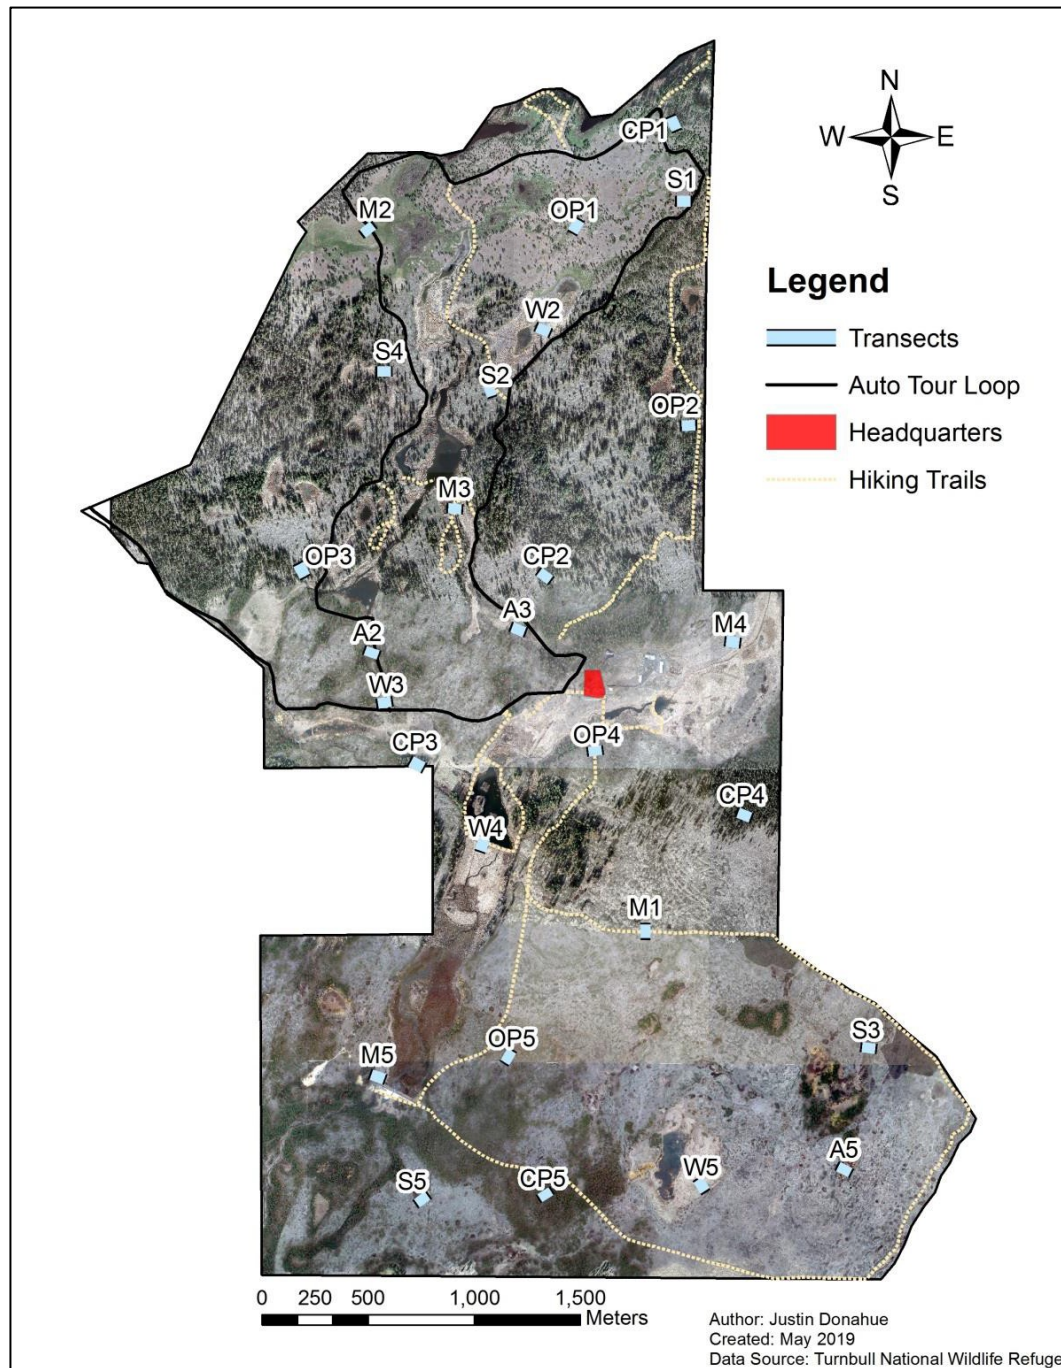 N
W E
S
CP1
S1
M2
OP1
W2
S4
S2
OP2
M3
OP3
CP2
A3
M4
A2
W3
OP4
CP3
CP4
W4
M1
S3
OP5
M5
A5
W5
CP5
S5
Legend
Transects
Auto Tour Loop
Headquarters
Hiking Trails
0 250 500 1,000 1,500
Meters
Author: Justin Donahue
Created: May 2019
Data Source: Turnbull National Wildlife Refuge